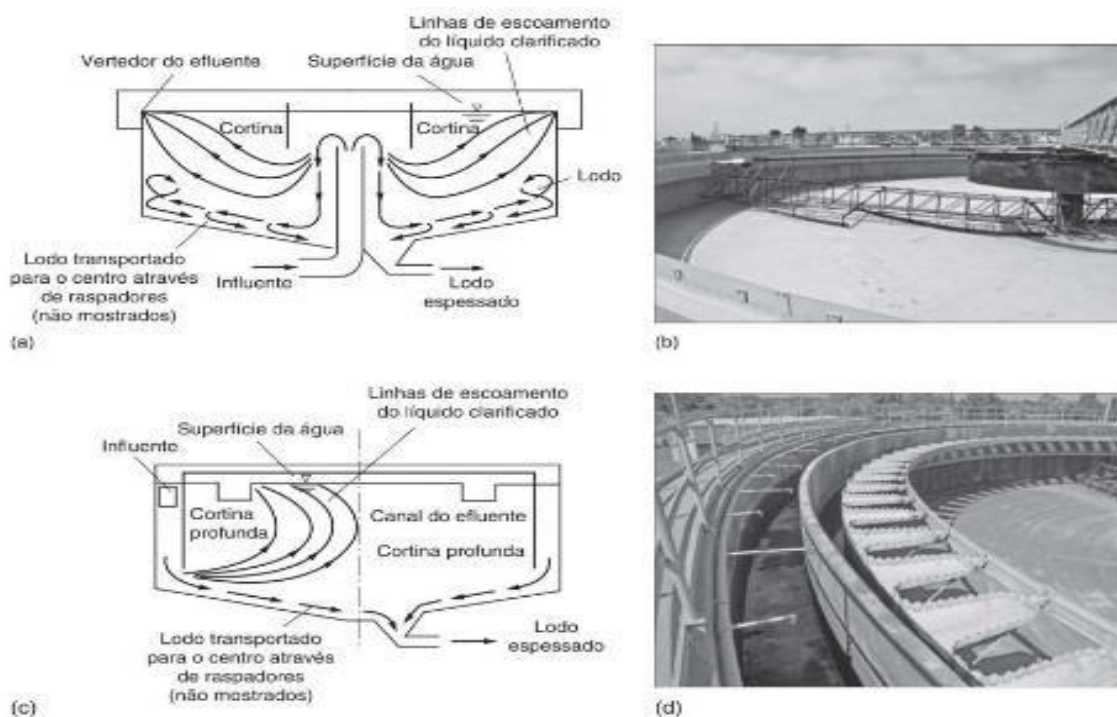 Linhas de escoamento
do líquido clarificado
Vertedor do efluente
Superfície da água
Cortina
Cortina
Lodo
Lodo transportado
para o centro através
de raspadores
(não mostrados)
Influente
Lodo
espessado
(a)
(b)
Linhas de escoamento
do líquido clarificado
Superfície da água
Influente
Cortina
profunda
Canal do efluente
Cortina profunda
Lodo transportado
para o centro através
de raspadores
(não mostrados)
Lodo
espessado
(c)
(d)